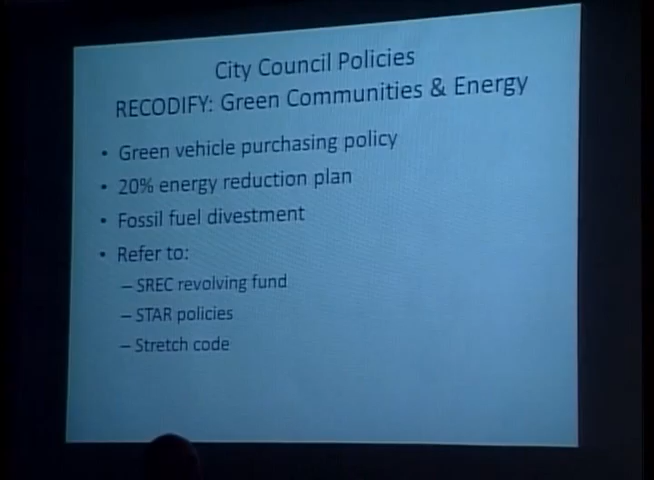 City Council Policies
RECODIFY: Green Communities & Energy
• Green vehicle purchasing policy
• 20% energy reduction plan
• Fossil fuel divestment
• Refer to:
– SREC revolving fund
– STAR policies
– Stretch code